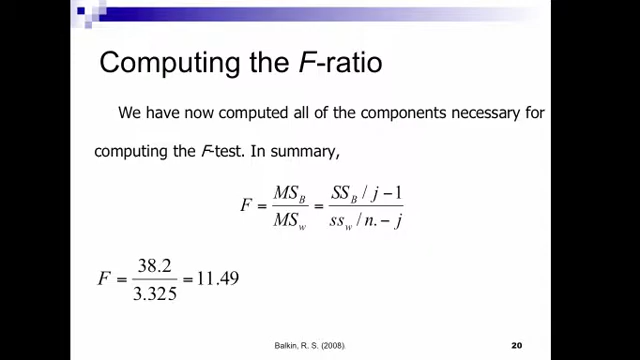 Computing the F-ratio
We have now computed all of the components necessary for
computing the F-test. In summary,
F = MS_B / MS_w = SS_B / j − 1 / ss_w / n. − j
F = 38.2 / 3.325 = 11.49
Balkin, R. S. (2008)
20